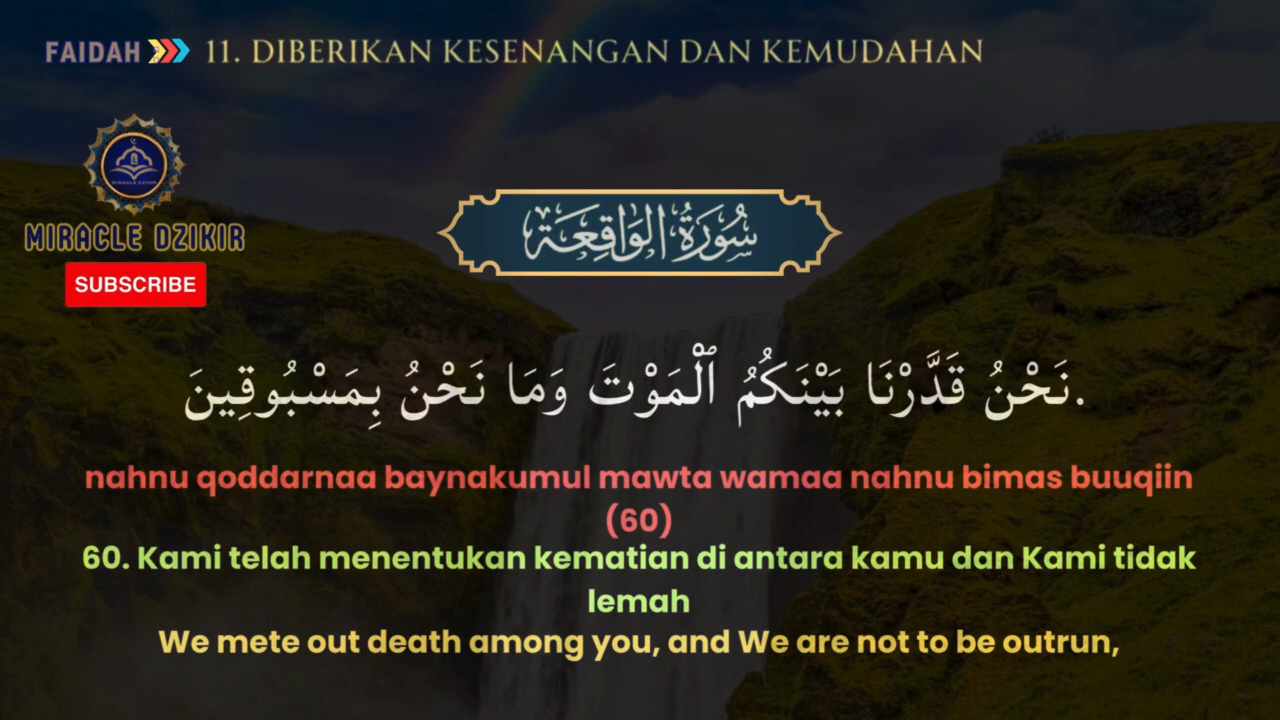 FAIDAH 11. DIBERIKAN KESENANGAN DAN KEMUDAHAN
MIRACLE DZIKIR
SUBSCRIBE
سُورَةُ الوَاقِعَة
نَحْنُ قَدَّرْنَا بَيْنَكُمُ ٱلْمَوْتَ وَمَا نَحْنُ بِمَسْبُوقِينَ.
nahnu qoddarnaa baynakumul mawta wamaa nahnu bimas buuqiin
(60)
60. Kami telah menentukan kematian di antara kamu dan Kami tidak
lemah
We mete out death among you, and We are not to be outrun,